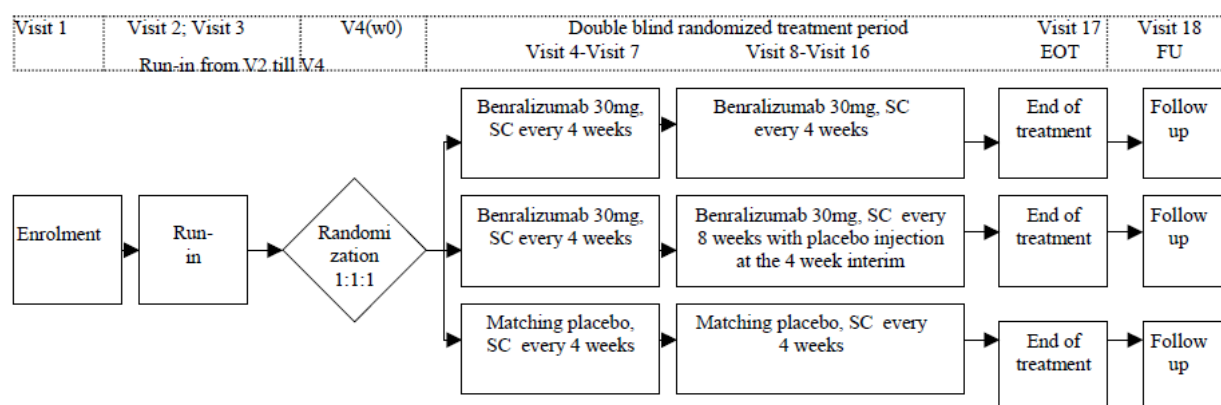 Visit 1
Visit 2; Visit 3
Run-in from V2 till V4
V4(w0)
Double blind randomized treatment period
Visit 4-Visit 7
Visit 8-Visit 16
Visit 17
EOT
Visit 18
FU
Enrolment
Run-
in
Randomi
zation
1:1:1
Benralizumab 30mg,
SC every 4 weeks
Benralizumab 30mg, SC
every 4 weeks
End of
treatment
Follow
up
Benralizumab 30mg,
SC every 4 weeks
Benralizumab 30mg, SC every
8 weeks with placebo injection
at the 4 week interim
End of
treatment
Follow
up
Matching placebo,
SC every 4 weeks
Matching placebo, SC every
4 weeks
End of
treatment
Follow
up